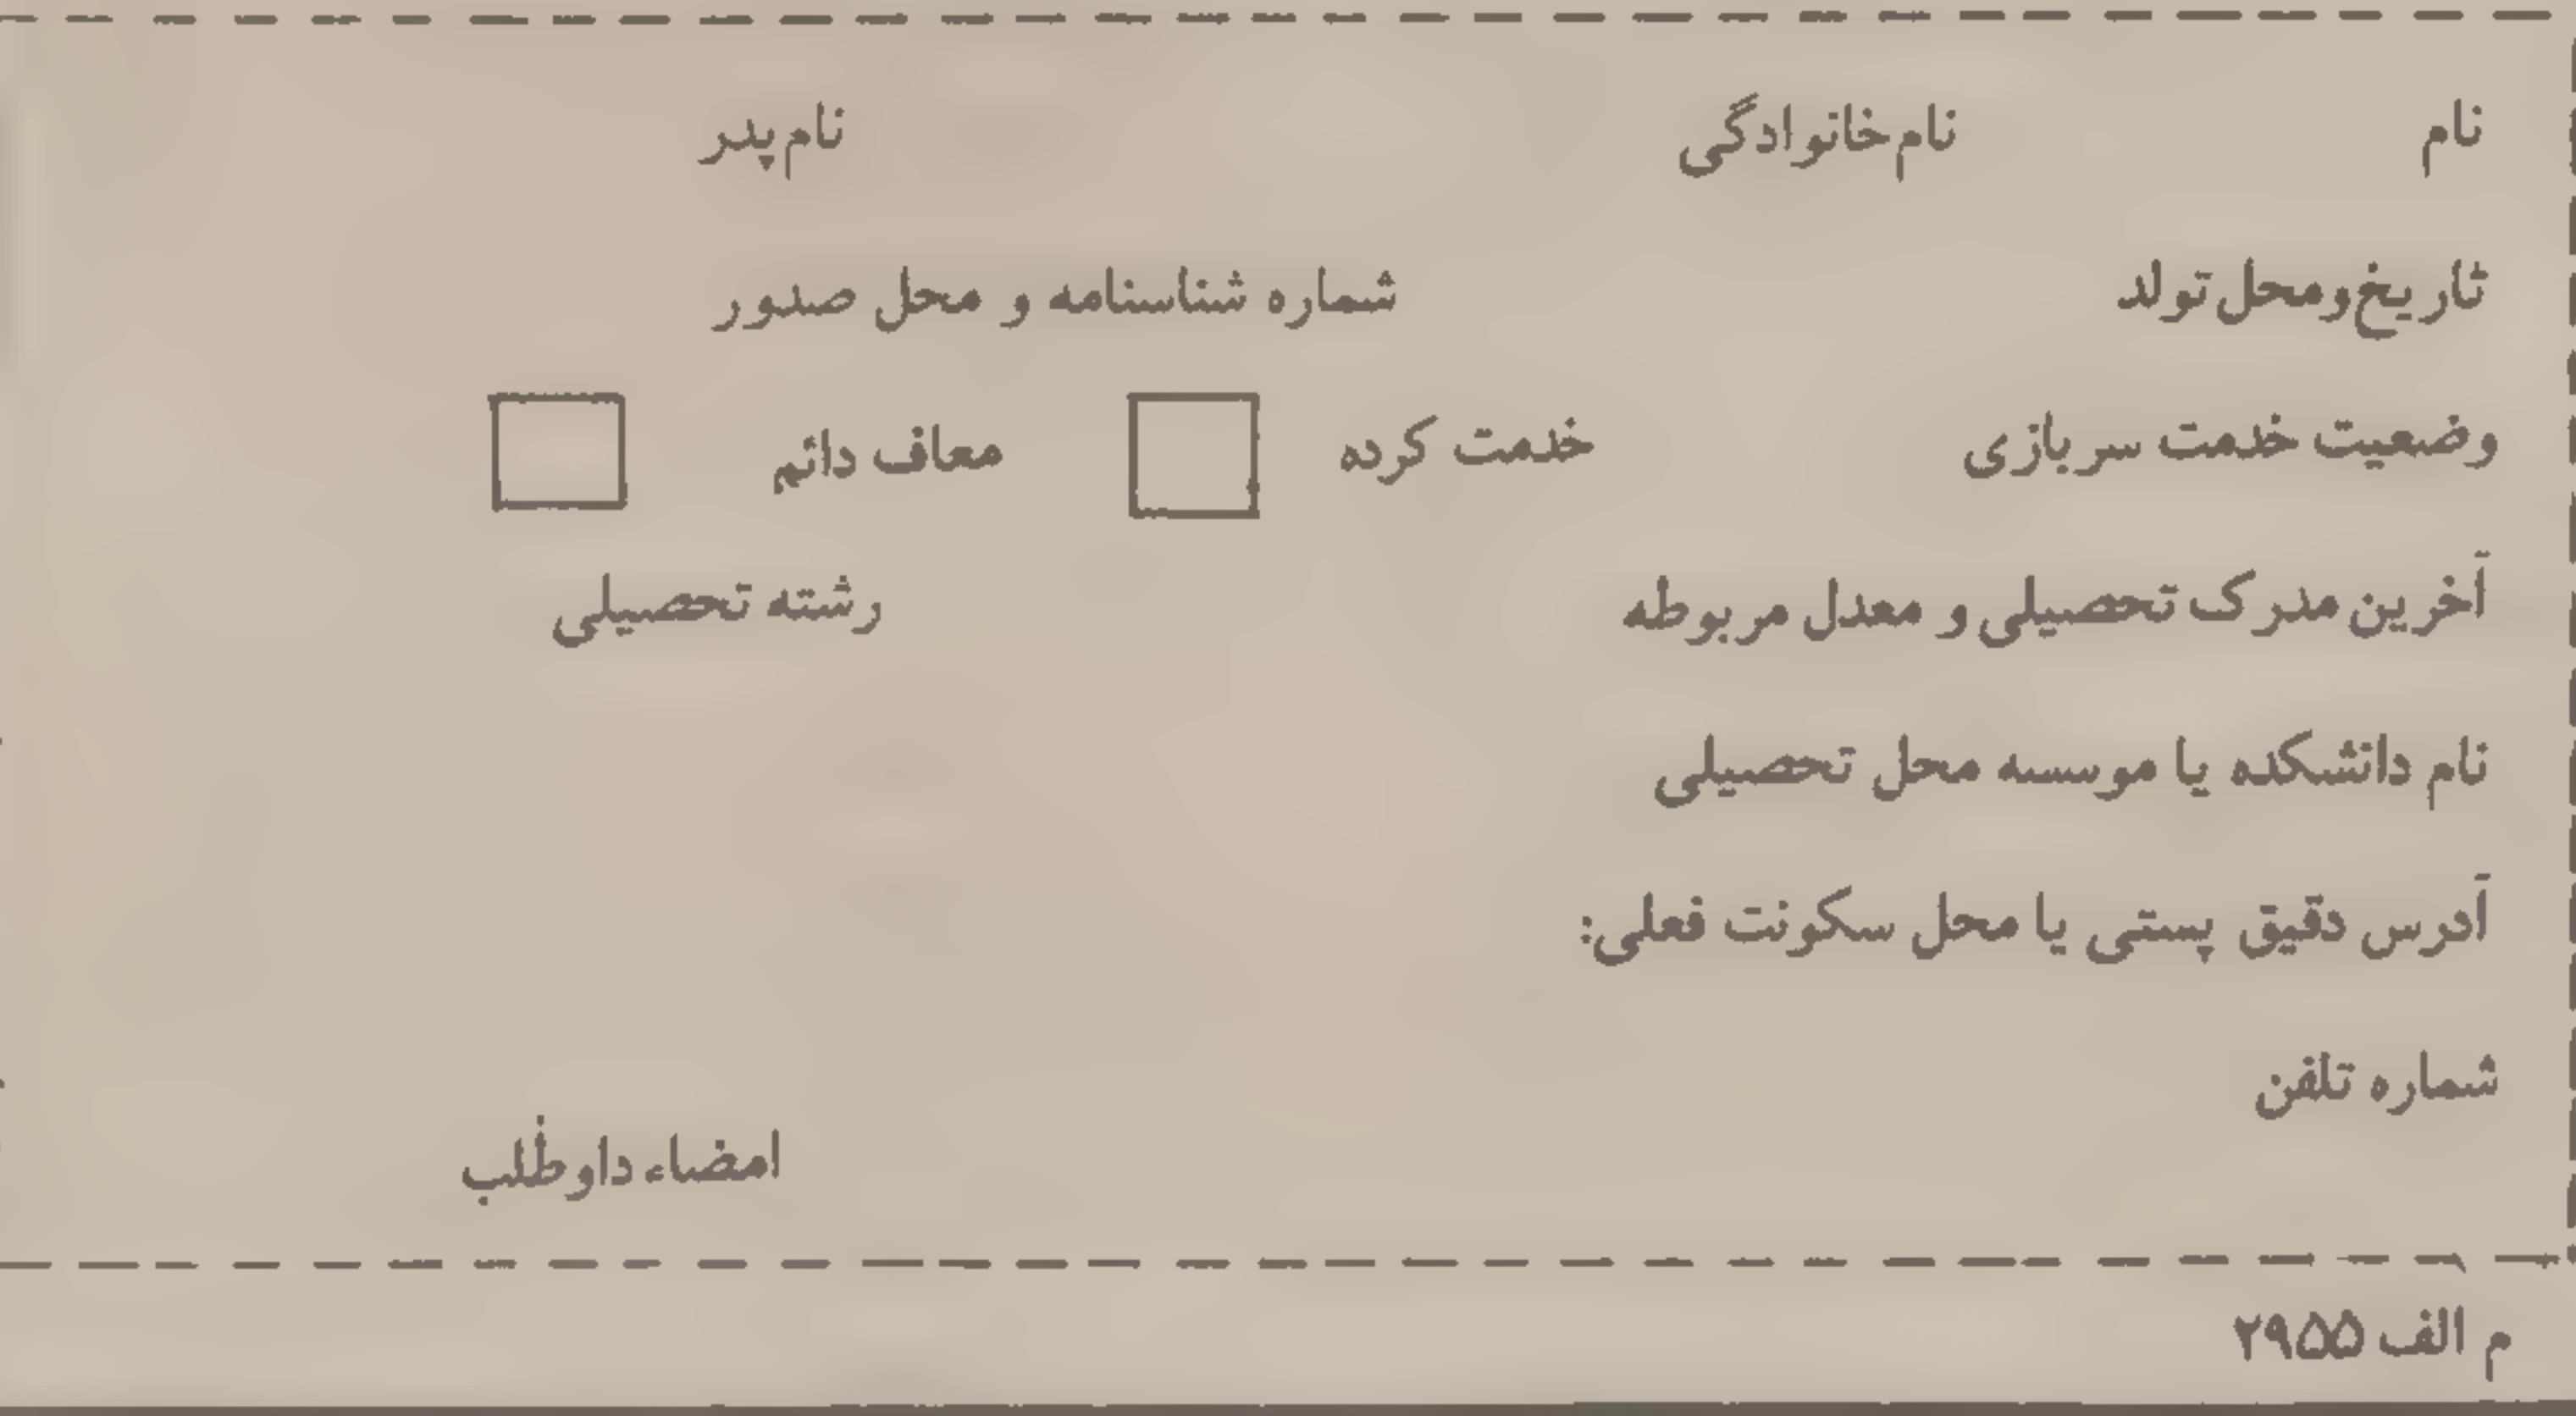 نام نام خانوادگی نام پدر
تاریخ و محل تولد شماره شناسنامه و محل صدور
وضعیت خدمت سربازی خدمت کرده معاف دائم
آخرین مدرک تحصیلی و معدل مربوطه رشته تحصیلی
نام دانشکده یا موسسه محل تحصیلی
آدرس دقیق پستی یا محل سکونت فعلی:
شماره تلفن
امضاء داوطلب
م الف ۲۹۵۵